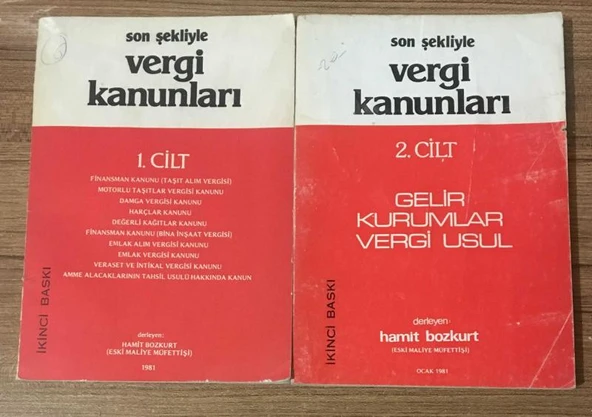 son şekliyle
vergi
kanunları
1. CİLT
FİNANSMAN KANUNU (TAŞIT ALIM VERGİSİ)
MOTORLU TAŞITLAR VERGİSİ KANUNU
DAMGA VERGİSİ KANUNU
HARÇLAR KANUNU
DEĞERLİ KAĞITLAR KANUNU
FİNANSMAN KANUNU (BİNA İNŞAAT VERGİSİ)
EMLAK ALIM VERGİSİ KANUNU
EMLAK VERGİSİ KANUNU
VERASET VE İNTİKAL VERGİSİ KANUNU
AMME ALACAKLARININ TAHSİL USULÜ HAKKINDA KANUN
İKİNCİ BASKI
derleyen:
HAMİT BOZKURT
(ESKİ MALİYE MÜFETTİŞİ)
1981
son şekliyle
vergi
kanunları
2. CİLT
GELİR
KURUMLAR
VERGİ USUL
İKİNCİ BASKI
derleyen:
hamit bozkurt
(ESKİ MALİYE MÜFETTİŞİ)
OCAK 1981